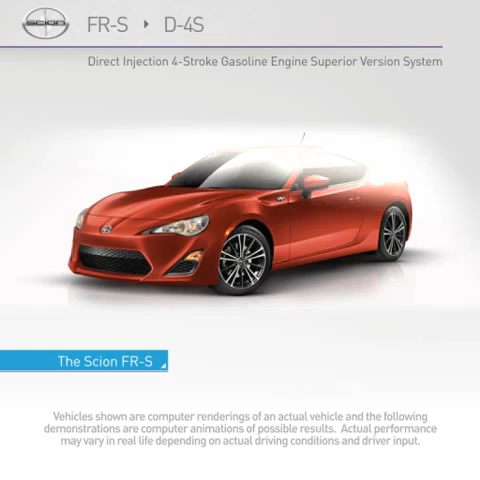 SCION
FR-S ▸ D-4S
Direct Injection 4-Stroke Gasoline Engine Superior Version System
The Scion FR-S
Vehicles shown are computer renderings of an actual vehicle and the following
demonstrations are computer animations of possible results. Actual performance
may vary in real life depending on actual driving conditions and driver input.